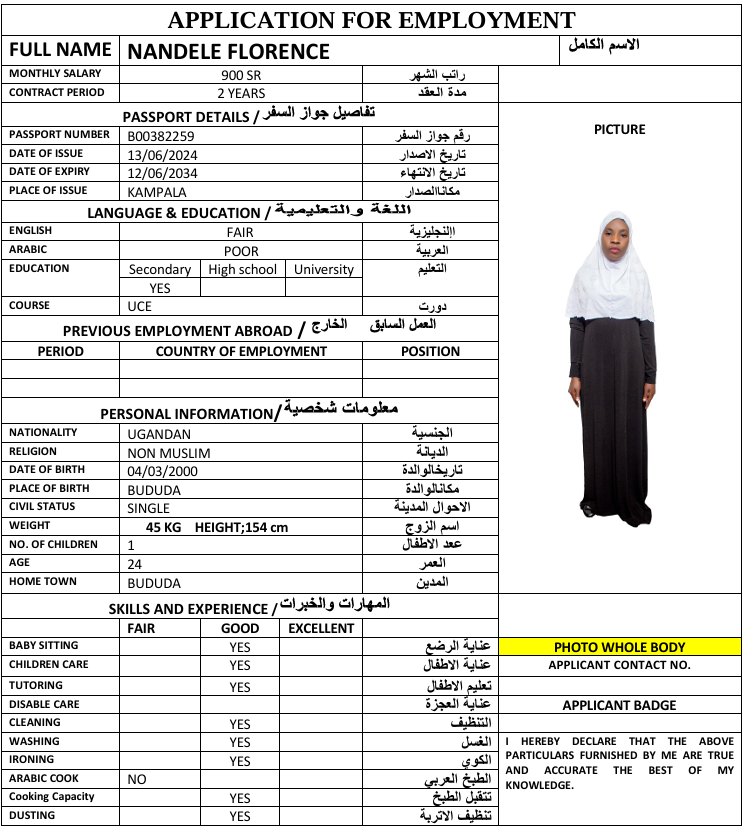 APPLICATION FOR EMPLOYMENT
FULL NAME NANDELE FLORENCE الاسم الكامل
MONTHLY SALARY 900 SR راتب الشهر
CONTRACT PERIOD 2 YEARS مدة العقد
PASSPORT DETAILS / تفاصيل جواز السفر
PICTURE
PASSPORT NUMBER B00382259 رقم جواز السفر
DATE OF ISSUE 13/06/2024 تاريخ الاصدار
DATE OF EXPIRY 12/06/2034 تاريخ الانتهاء
PLACE OF ISSUE KAMPALA مكاناالصدار
LANGUAGE & EDUCATION / اللغة والتعليمية
ENGLISH FAIR اإلنجليزية
ARABIC POOR العربية
EDUCATION Secondary High school University التعليم
YES
COURSE UCE دورت
PREVIOUS EMPLOYMENT ABROAD / العمل السابق الخارج
PERIOD COUNTRY OF EMPLOYMENT POSITION
PERSONAL INFORMATION/ معلومات شخصية
NATIONALITY UGANDAN الجنسية
RELIGION NON MUSLIM الديانة
DATE OF BIRTH 04/03/2000 تاريخالوالدة
PLACE OF BIRTH BUDUDA مكانالوالدة
CIVIL STATUS SINGLE الاحوال المدينة
WEIGHT 45 KG HEIGHT;154 cm اسم الزوج
NO. OF CHILDREN 1 ععد الاطفال
AGE 24 العمر
HOME TOWN BUDUDA المدين
SKILLS AND EXPERIENCE / المهارات والخبرات
FAIR GOOD EXCELLENT
BABY SITTING YES عناية الرضع PHOTO WHOLE BODY
CHILDREN CARE YES عناية الاطفال APPLICANT CONTACT NO.
TUTORING YES تعليم الاطفال
DISABLE CARE عناية العجزة APPLICANT BADGE
CLEANING YES التنظيف
WASHING YES الغسل
IRONING YES الكوي
ARABIC COOK NO الطبخ العربي
Cooking Capacity YES تتقبل الطبخ
DUSTING YES تنظيف الاتربة
I HEREBY DECLARE THAT THE ABOVE
PARTICULARS FURNISHED BY ME ARE TRUE
AND ACCURATE THE BEST OF MY
KNOWLEDGE.